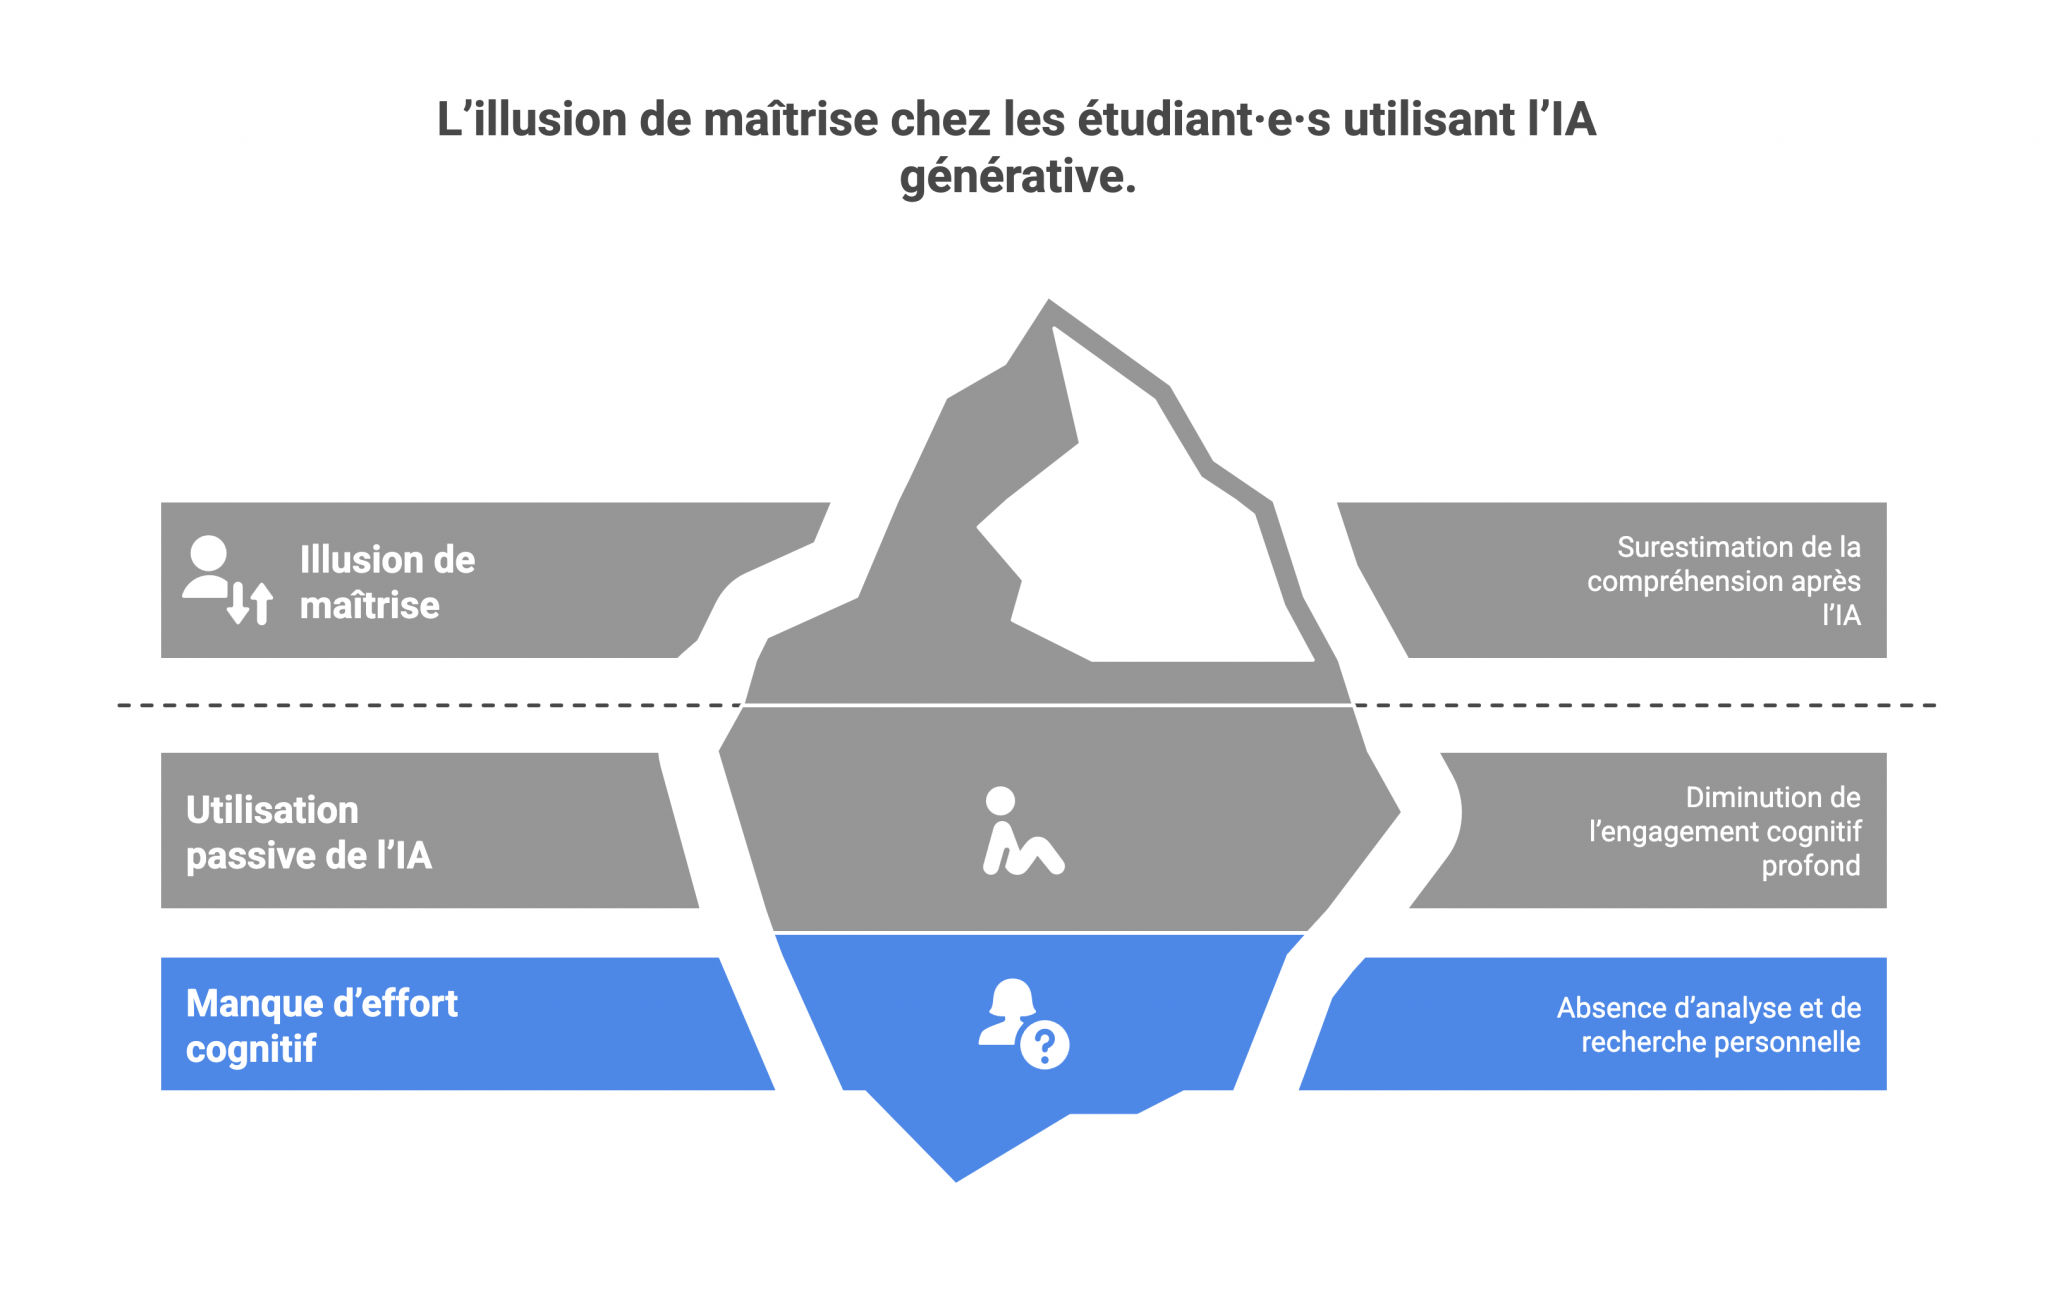 L’illusion de maîtrise chez les étudiant·e·s utilisant l’IA
générative.
Illusion de
maîtrise
Surestimation de la
compréhension après
l’IA
Utilisation
passive de l’IA
Diminution de
l’engagement cognitif
profond
Manque d’effort
cognitif
?
Absence d’analyse et de
recherche personnelle